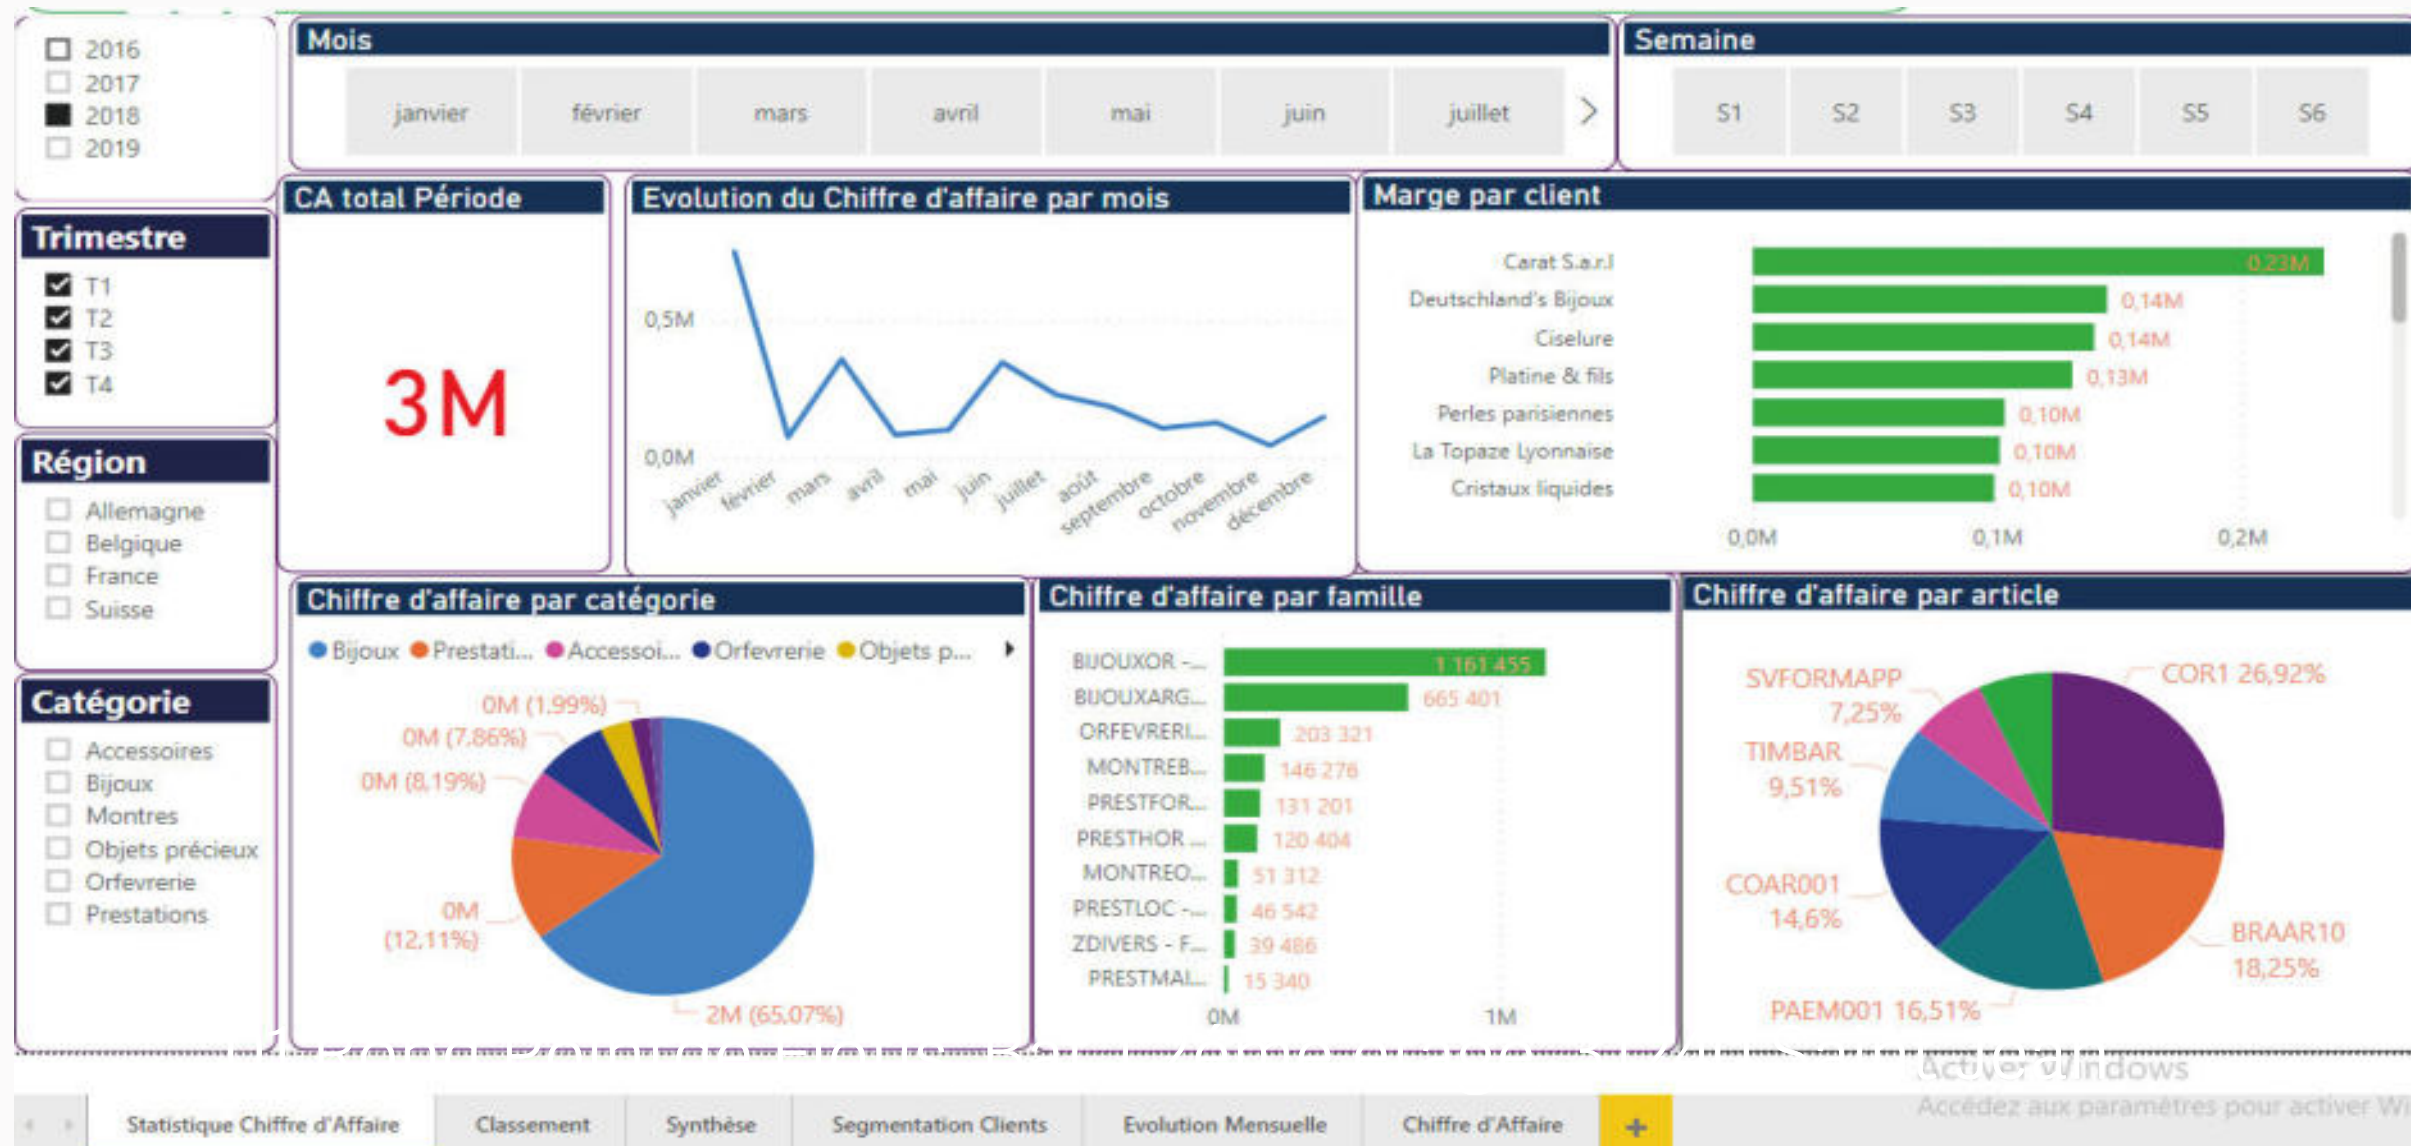 2016
2017
2018
2019
Mois
janvier février mars avril mai juin juillet
Semaine
S1 S2 S3 S4 S5 S6
Trimestre
T1
T2
T3
T4
Région
Allemagne
Belgique
France
Suisse
Catégorie
Accessoires
Bijoux
Montres
Objets précieux
Orfevrerie
Prestations
CA total Période
3M
Evolution du Chiffre d'affaire par mois
0,5M
0,0M
janvier février mars avril mai juin juillet août septembre octobre novembre décembre
Marge par client
Carat S.a.r.l 0,23M
Deutschland's Bijoux 0,14M
Ciselure 0,14M
Platine & fils 0,13M
Perles parisiennes 0,10M
La Topaze Lyonnaise 0,10M
Cristaux liquides 0,10M
0,0M 0,1M 0,2M
Chiffre d'affaire par catégorie
Bijoux Prestati... Accessoi... Orfevrerie Objets p...
0M (1,99%)
0M (7,86%)
0M (8,19%)
0M
(12,11%)
2M (65,07%)
Chiffre d'affaire par famille
BIJOUXOR -... 1 161 455
BIJOUXARG... 665 401
ORFEVRERI... 203 321
MONTREB... 146 276
PRESTFOR... 131 201
PRESTHOR ... 120 404
MONTREO... 51 312
PRESTLOC -... 46 542
ZDIVERS - F... 39 486
PRESTMAI... 15 340
0M 1M
Chiffre d'affaire par article
COR1 26,92%
SVFORMAPP
7,25%
TIMBAR
9,51%
COAR001
14,6%
PAEM001 16,51%
BRAAR10
18,25%
Activer Windows
Accédez aux paramètres pour activer Wi
Statistique Chiffre d'Affaire Classement Synthèse Segmentation Clients Evolution Mensuelle Chiffre d'Affaire +